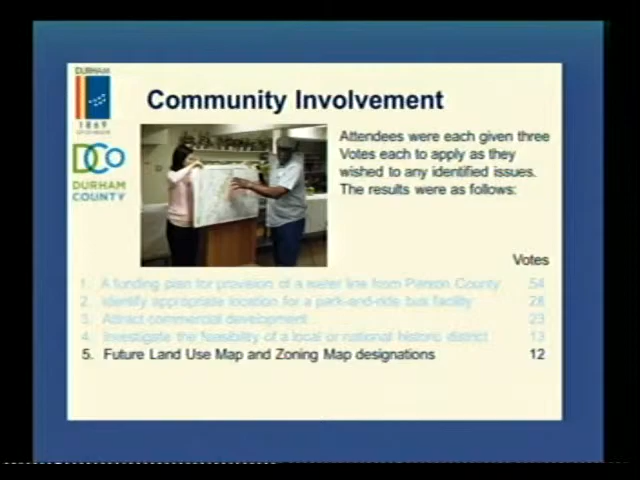 DURHAM
1869
CITY OF MEDICINE
Community Involvement
DCo
DURHAM
COUNTY
Attendees were each given three
Votes each to apply as they
wished to any identified issues.
The results were as follows:
Votes
1. A funding plan for provision of a water line from Person County 54
2. Identify appropriate location for a park-and-ride bus facility 28
3. Attract commercial development 23
4. Investigate the feasibility of a local or national historic district 13
5. Future Land Use Map and Zoning Map designations 12